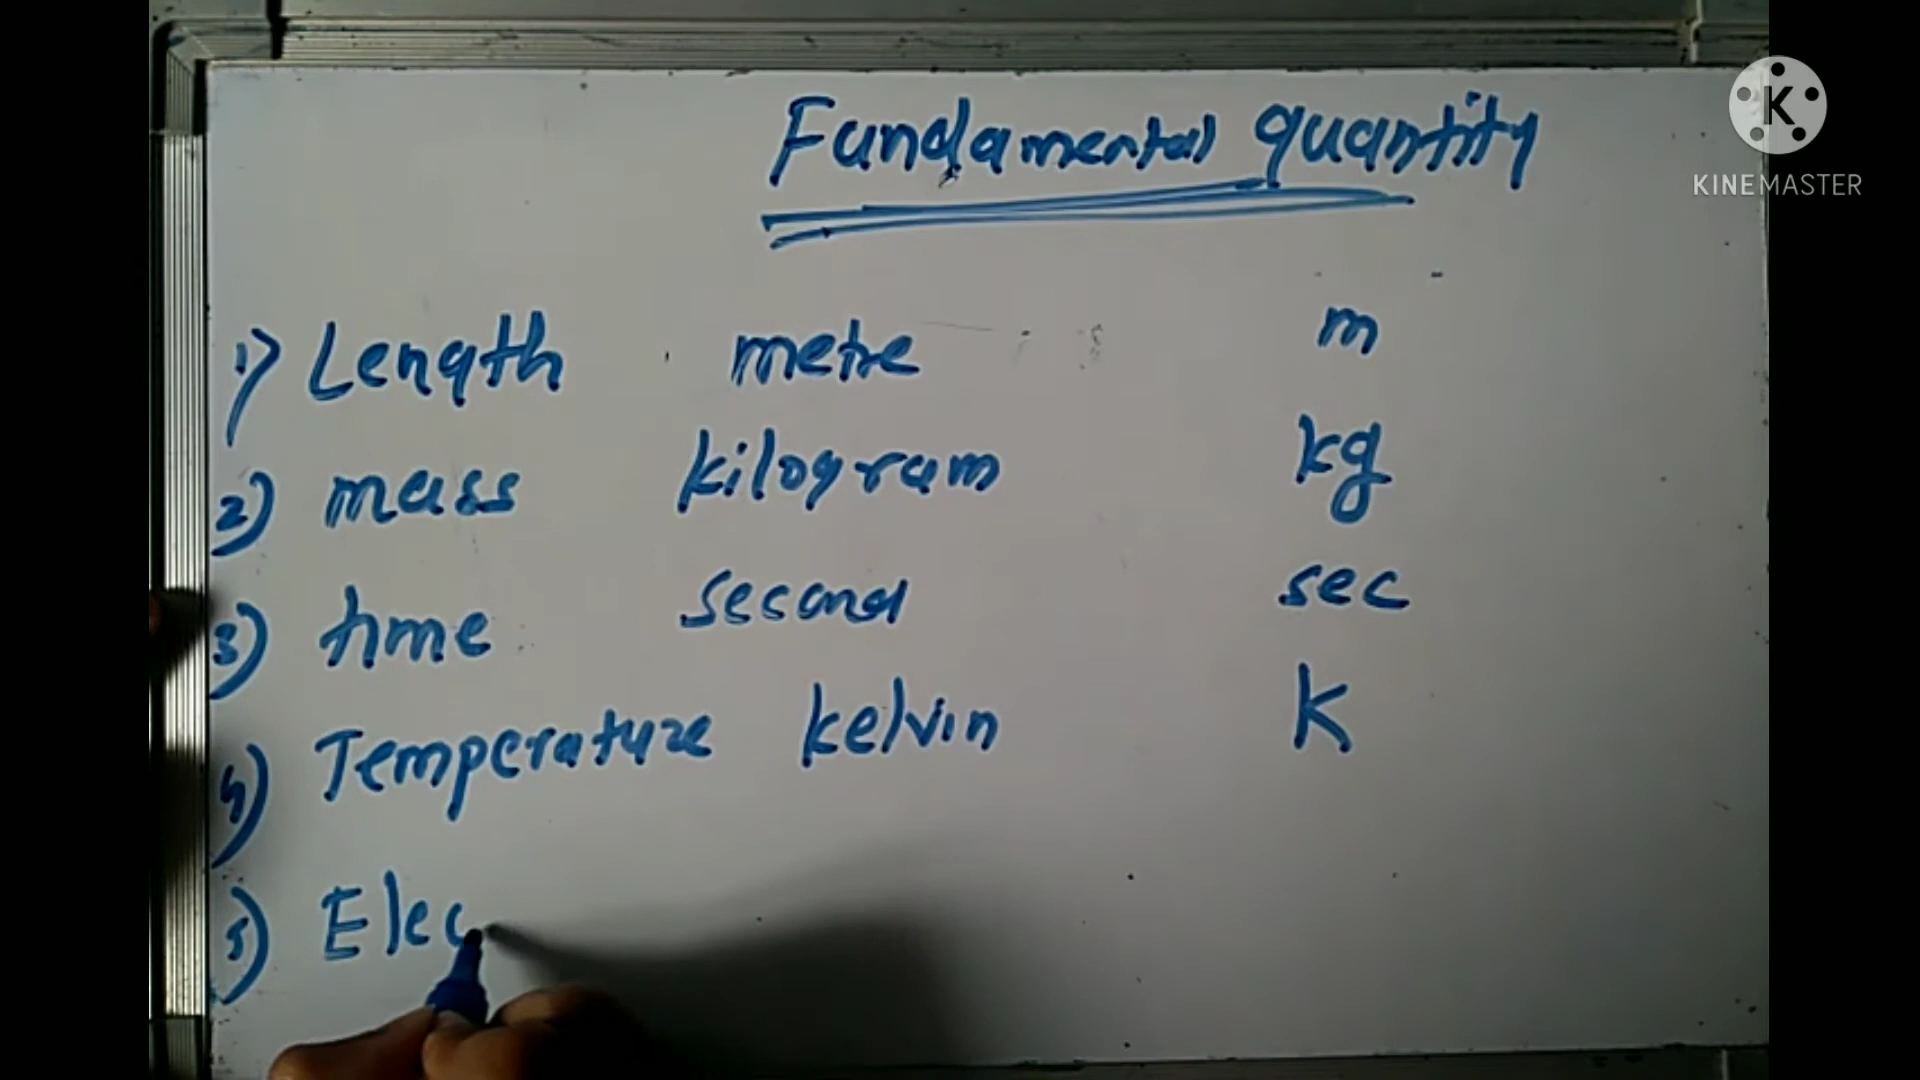 Fundamental quantity
K
KINEMASTER
1) Length metre m
2) mass kilogram kg
3) time second sec
4) Temperature kelvin K
5) Elec